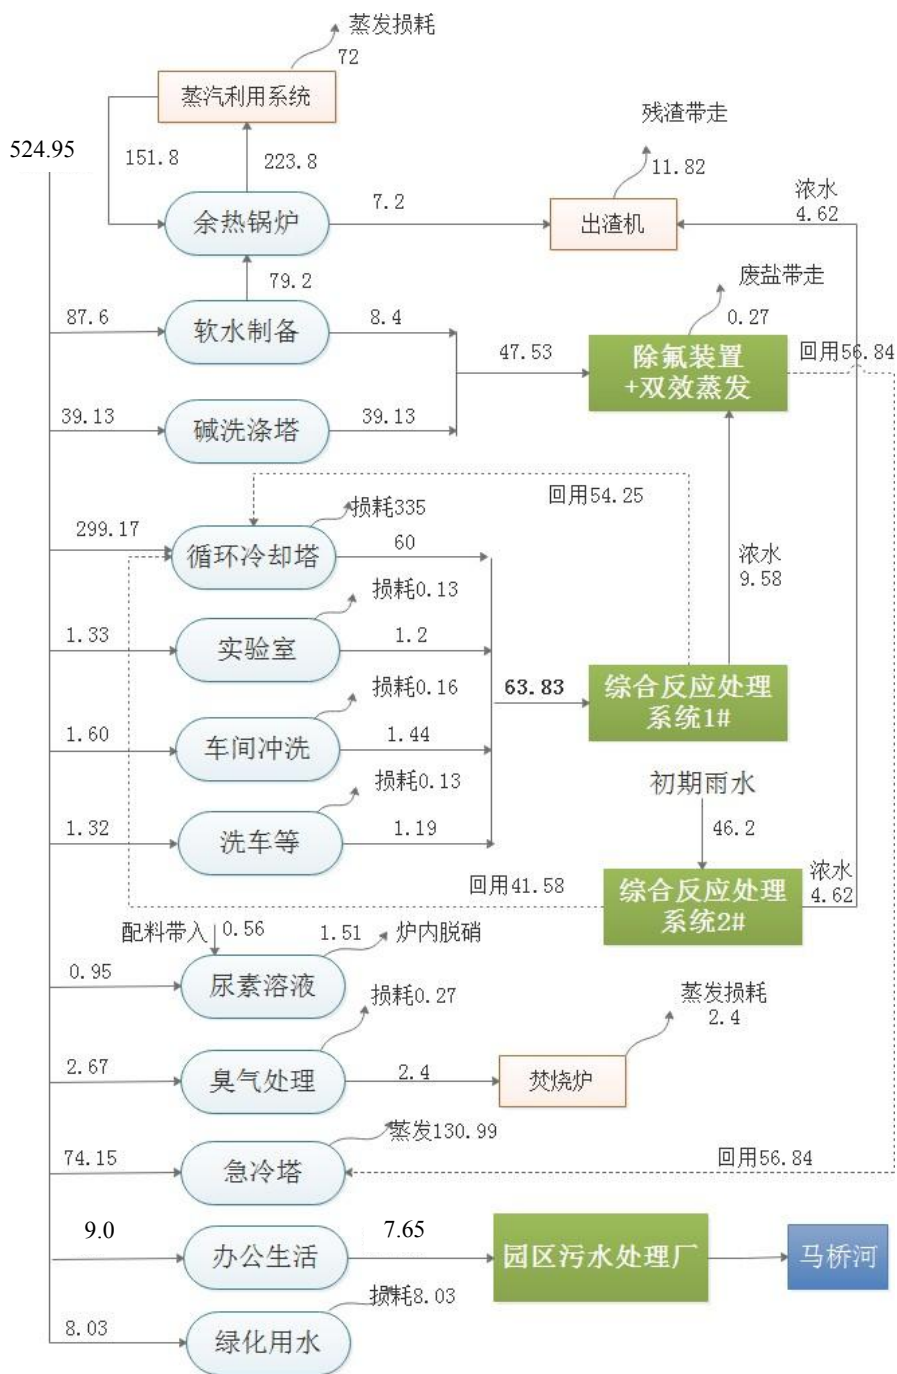 蒸发损耗
72
蒸汽利用系统
524.95
151.8
223.8
残渣带走
11.82
浓水
4.62
余热锅炉
7.2
出渣机
79.2
废盐带走
0.27
87.6
软水制备
8.4
47.53
除氟装置
+双效蒸发
回用56.84
39.13
碱洗涤塔
39.13
回用54.25
损耗335
299.17
循环冷却塔
60
浓水
9.58
损耗0.13
1.33
实验室
1.2
损耗0.16
63.83
综合反应处理
系统1#
1.60
车间冲洗
1.44
损耗0.13
初期雨水
46.2
1.32
洗车等
1.19
回用41.58
综合反应处理
系统2#
浓水
4.62
配料带入
0.56
1.51
炉内脱硝
0.95
尿素溶液
损耗0.27
蒸发损耗
2.4
2.67
臭气处理
2.4
焚烧炉
蒸发130.99
74.15
急冷塔
回用56.84
9.0
办公生活
7.65
园区污水处理厂
马桥河
损耗8.03
8.03
绿化用水